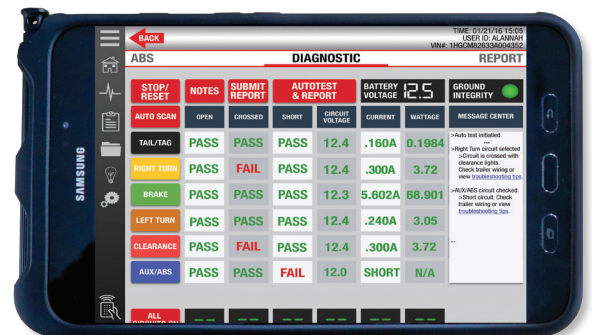 TIME: 01/21/16 15:05
USER ID: ALANNAH
VIN#: 1HGCM82633A004352
BACK
ABS DIAGNOSTIC REPORT
STOP/ RESET NOTES SUBMIT REPORT AUTOTEST & REPORT BATTERY VOLTAGE 12.5 GROUND INTEGRITY
AUTO SCAN OPEN CROSSED SHORT CIRCUIT VOLTAGE CURRENT WATTAGE MESSAGE CENTER
TAIL/TAG PASS PASS PASS 12.4 .160A 0.1984
RIGHT TURN PASS FAIL PASS 12.4 .300A 3.72
BRAKE PASS PASS PASS 12.3 5.602A 68.901
LEFT TURN PASS PASS PASS 12.4 .240A 3.05
CLEARANCE PASS FAIL PASS 12.4 .300A 3.72
AUX/ABS PASS PASS FAIL 12.0 SHORT N/A
>Auto test initiatled.
---
>Right Turn circuit selected
>Circuit is crossed with
clearance lights.
Check trailer wiring or
view troubleshooting tips.
>AUX/ABS circuit checked.
>Short circuit. Check
trailer wiring or view
troubleshooting tips.
---
ALL
CIRCUITS ON -- -- -- -- -- --
SAMSUNG